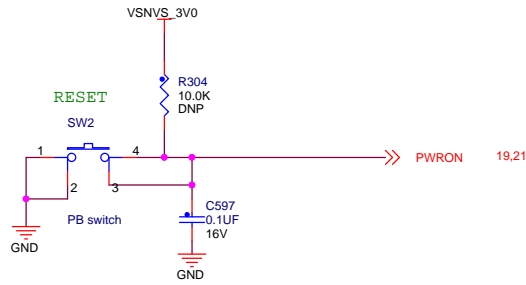 VSNVS_3V0
R304
10.0K
DNP
RESET
SW2
1
4
2
3
PB switch
PWRON 19,21
C597
0.1UF
16V
GND
GND